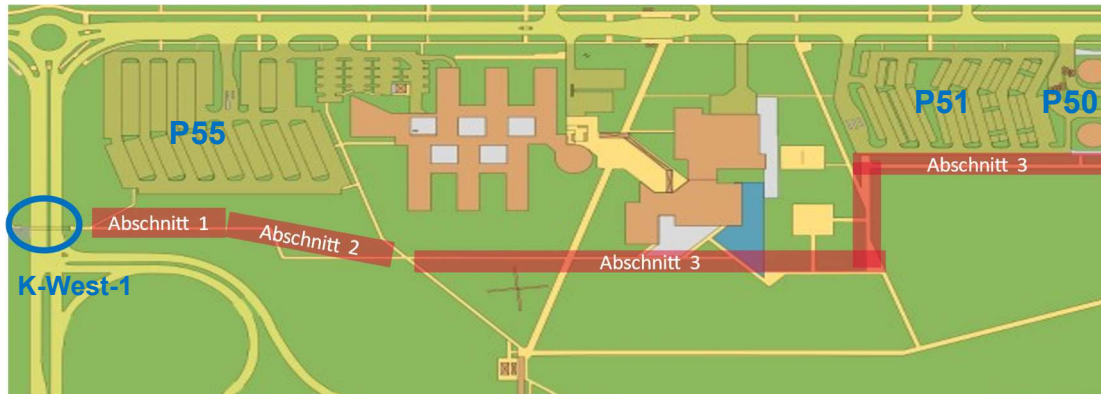 P55
P51
P50
Abschnitt 3
Abschnitt 1
Abschnitt 2
Abschnitt 3
K-West-1